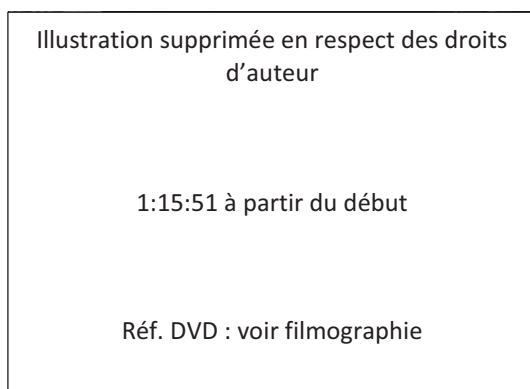 Illustration supprimée en respect des droits
d’auteur
1:15:51 à partir du début
Réf. DVD : voir filmographie